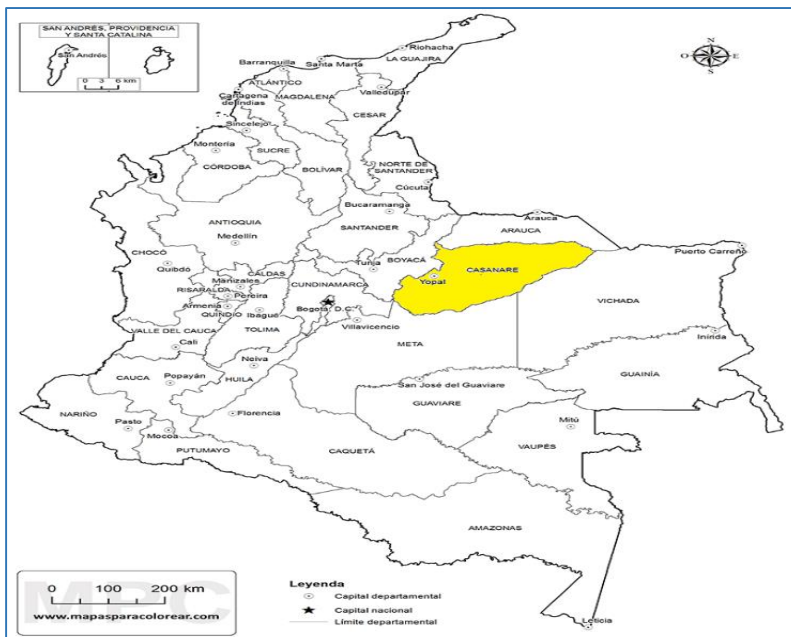 SAN ANDRÉS, PROVIDENCIA
Y SANTA CATALINA
San Andrés
0 3 6 km
N
O
E
S
Riohacha
LA GUAJIRA
Santa Marta
Barranquilla
ATLÁNTICO
MAGDALENA
Cartagena
de Indias
Valledupar
CESAR
Sincelejo
SUCRE
Montería
CÓRDOBA
BOLÍVAR
NORTE DE
SANTANDER
Cúcuta
Bucaramanga
SANTANDER
Arauca
ARAUCA
ANTIOQUIA
Medellín
CHOCÓ
Quibdó
Tunja
BOYACÁ
CASANARE
Yopal
Puerto Carreño
VICHADA
CALDAS
Manizales
RISARALDA
Pereira
Armenia
QUINDÍO
Ibagué
TOLIMA
CUNDINAMARCA
Bogotá, D.C.
Villavicencio
META
VALLE DEL CAUCA
Cali
Neiva
HUILA
Inírida
GUAINÍA
CAUCA
Popayán
San José del Guaviare
GUAVIARE
NARIÑO
Pasto
Mocoa
PUTUMAYO
Florencia
CAQUETÁ
Mitú
VAUPÉS
AMAZONAS
Leticia
MPC
0 100 200 km
www.mapasparacolorear.com
Leyenda
Capital departamental
Capital nacional
Límite departamental